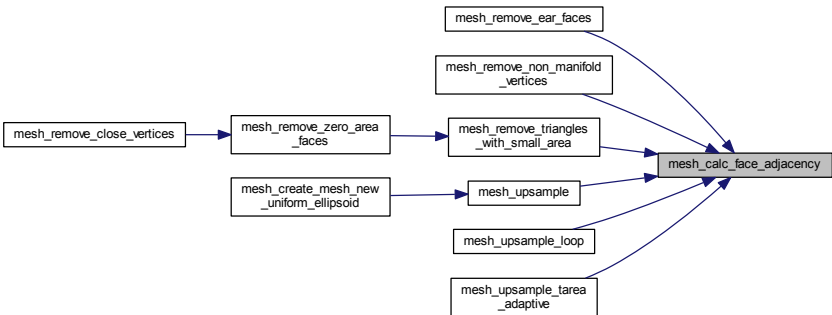 mesh_remove_ear_faces
mesh_remove_non_manifold
_vertices
mesh_remove_close_vertices
mesh_remove_zero_area
_faces
mesh_remove_triangles
_with_small_area
mesh_calc_face_adjacency
mesh_create_mesh_new
_uniform_ellipsoid
mesh_upsample
mesh_upsample_loop
mesh_upsample_tarea
_adaptive